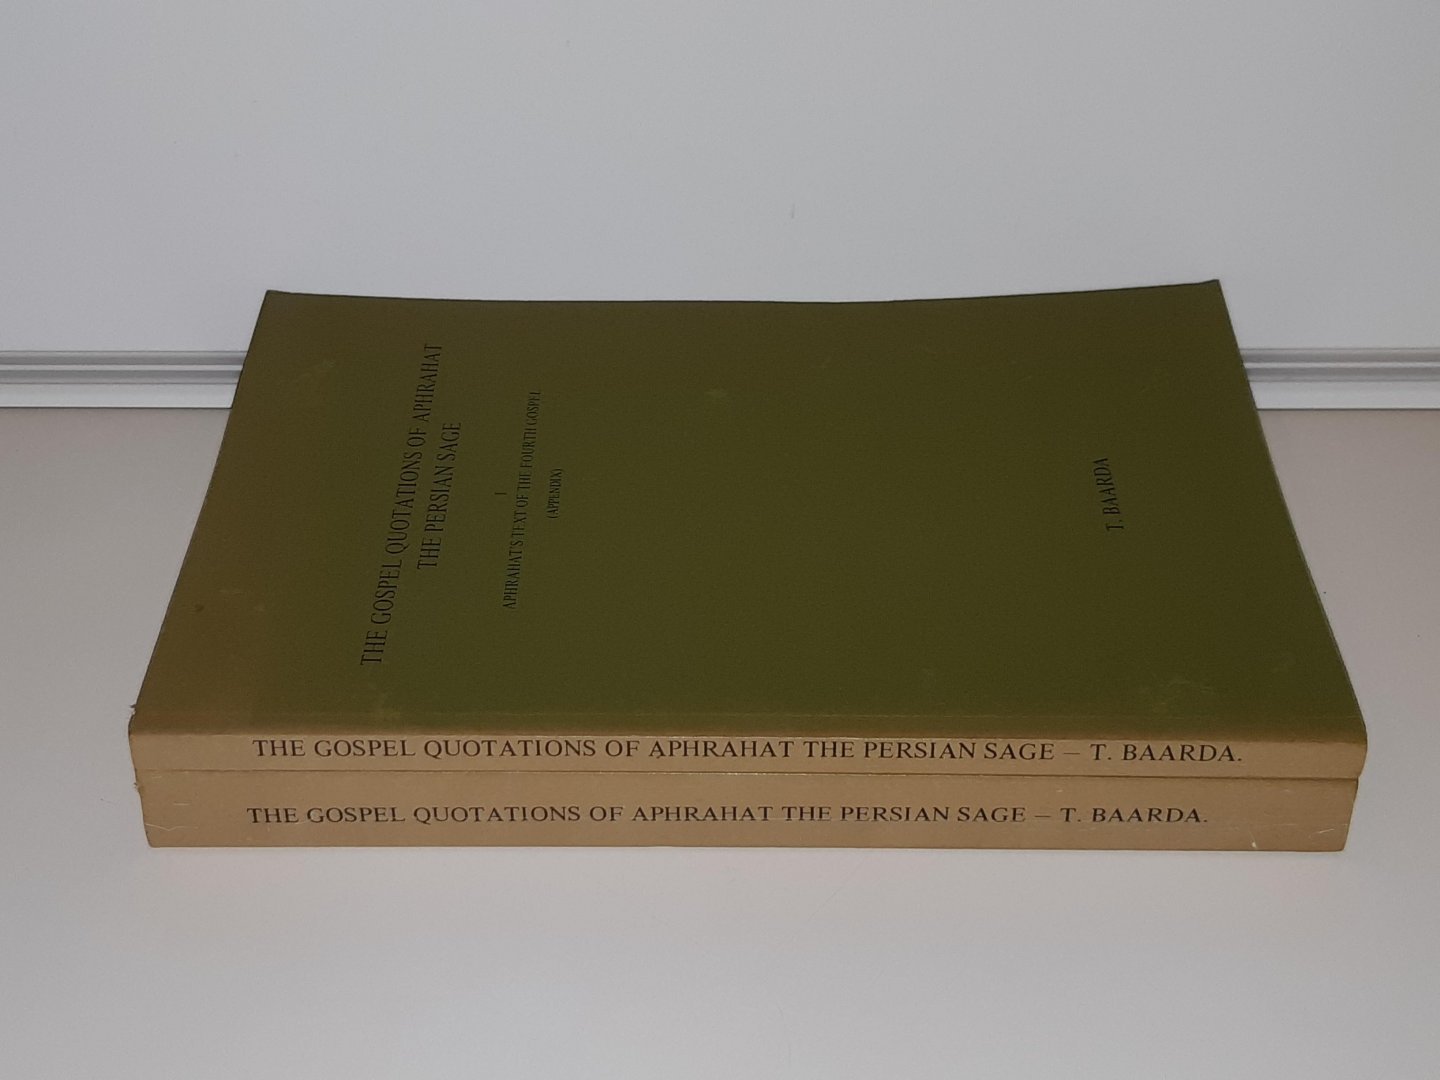 THE GOSPEL QUOTATIONS OF APHRAHAT
THE PERSIAN SAGE
I
APHRAHAT'S TEXT OF THE FOURTH GOSPEL
(APPENDIX)
T. BAARDA
THE GOSPEL QUOTATIONS OF APHRAHAT THE PERSIAN SAGE – T. BAARDA.
THE GOSPEL QUOTATIONS OF APHRAHAT THE PERSIAN SAGE – T. BAARDA.